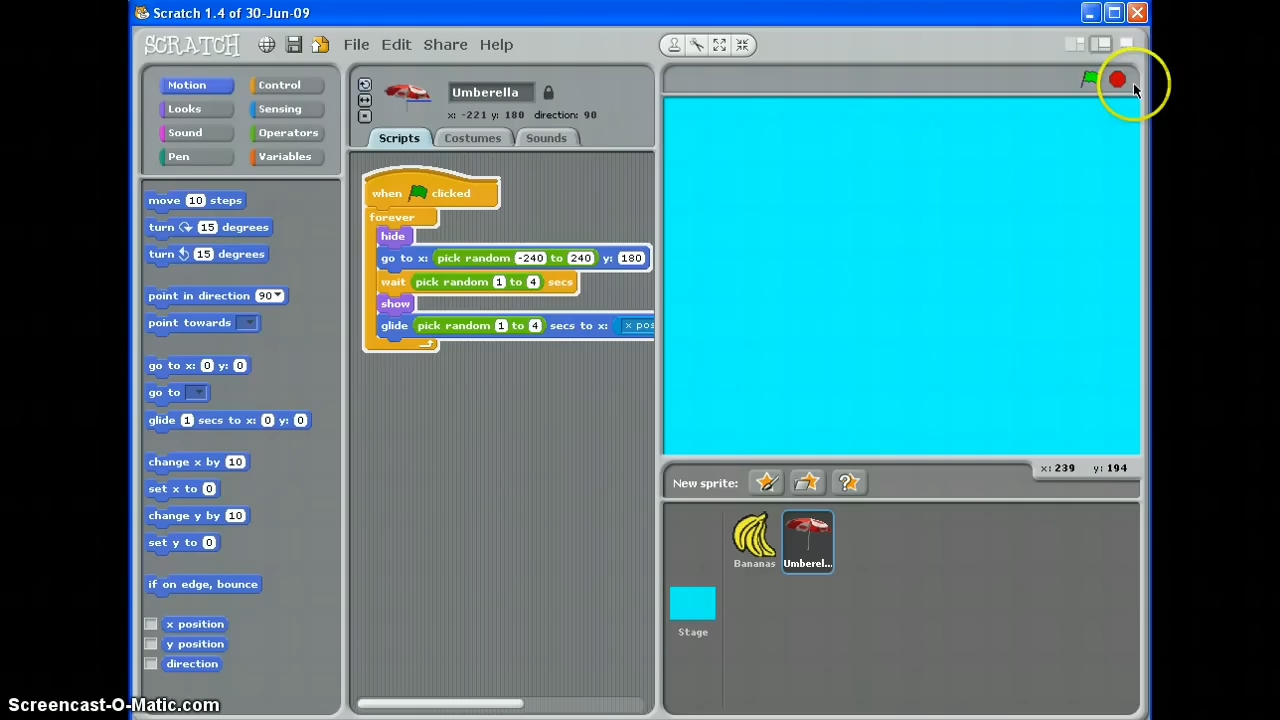 Scratch 1.4 of 30-Jun-09
SCRATCH File Edit Share Help
Motion Control
Looks Sensing
Sound Operators
Pen Variables
move 10 steps
turn 15 degrees
turn 15 degrees
point in direction 90
point towards
go to x: 0 y: 0
go to
glide 1 secs to x: 0 y: 0
change x by 10
set x to 0
change y by 10
set y to 0
if on edge, bounce
x position
y position
direction
Umberella
x: -221 y: 180 direction: 90
Scripts Costumes Sounds
when clicked
forever
hide
go to x: pick random -240 to 240 y: 180
wait pick random 1 to 4 secs
show
glide pick random 1 to 4 secs to x: x pos
x: 239 y: 194
New sprite:
Bananas Umberel...
Stage
Screencast-O-Matic.com